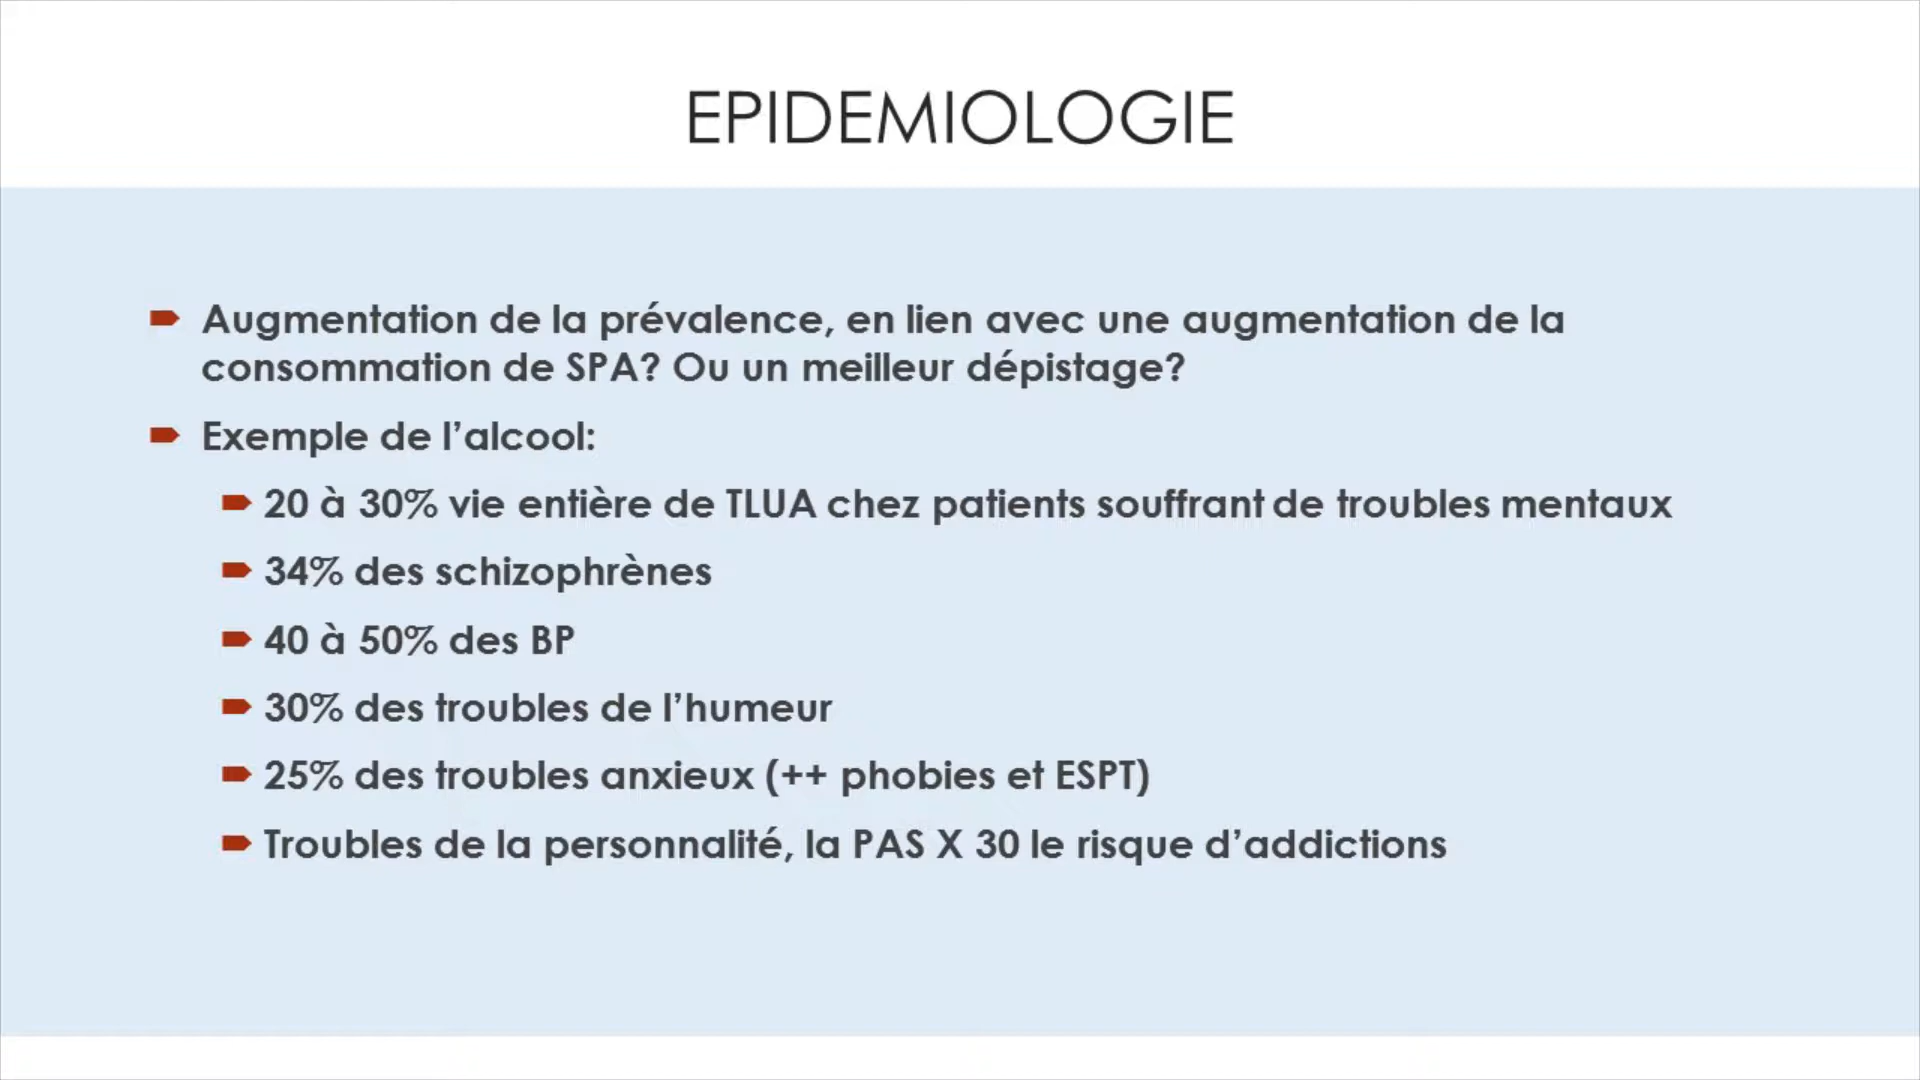 EPIDEMIOLOGIE
Augmentation de la prévalence, en lien avec une augmentation de la
consommation de SPA? Ou un meilleur dépistage?
Exemple de l’alcool:
20 à 30% vie entière de TLUA chez patients souffrant de troubles mentaux
34% des schizophrènes
40 à 50% des BP
30% des troubles de l’humeur
25% des troubles anxieux (++ phobies et ESPT)
Troubles de la personnalité, la PAS X 30 le risque d’addictions